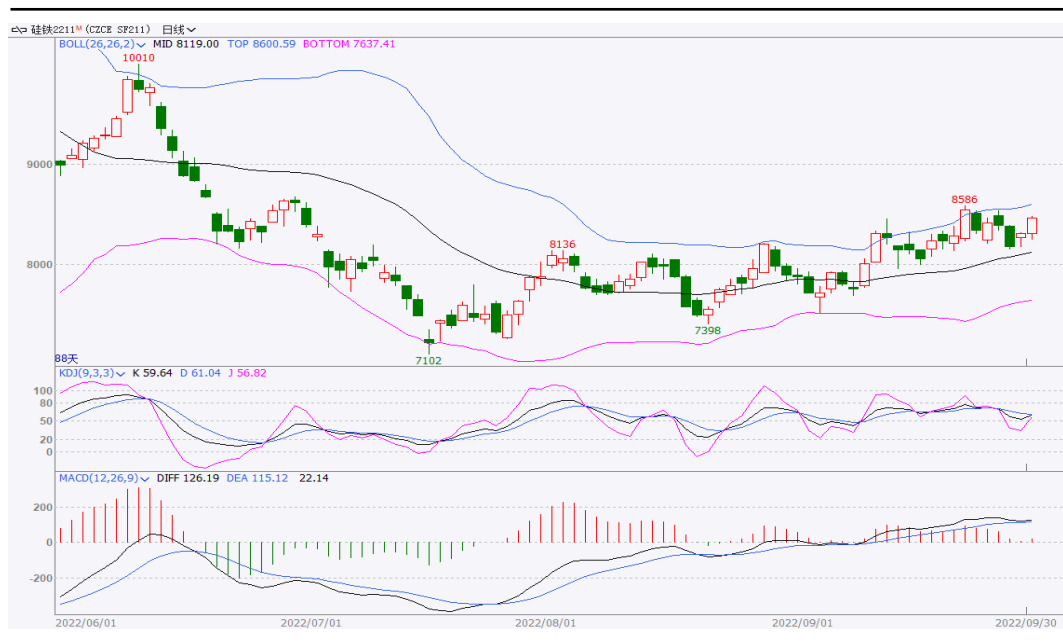 硅铁2211M (CZCE SF211) 日线
BOLL(26,26,2) MID 8119.00 TOP 8600.59 BOTTOM 7637.41
10010
9000
8586
8136
8000
7398
7102
88天
KDJ(9,3,3) K 59.64 D 61.04 J 56.82
100
80
50
20
0
MACD(12,26,9) DIFF 126.19 DEA 115.12 22.14
200
0
-200
2022/06/01 2022/07/01 2022/08/01 2022/09/01 2022/09/30